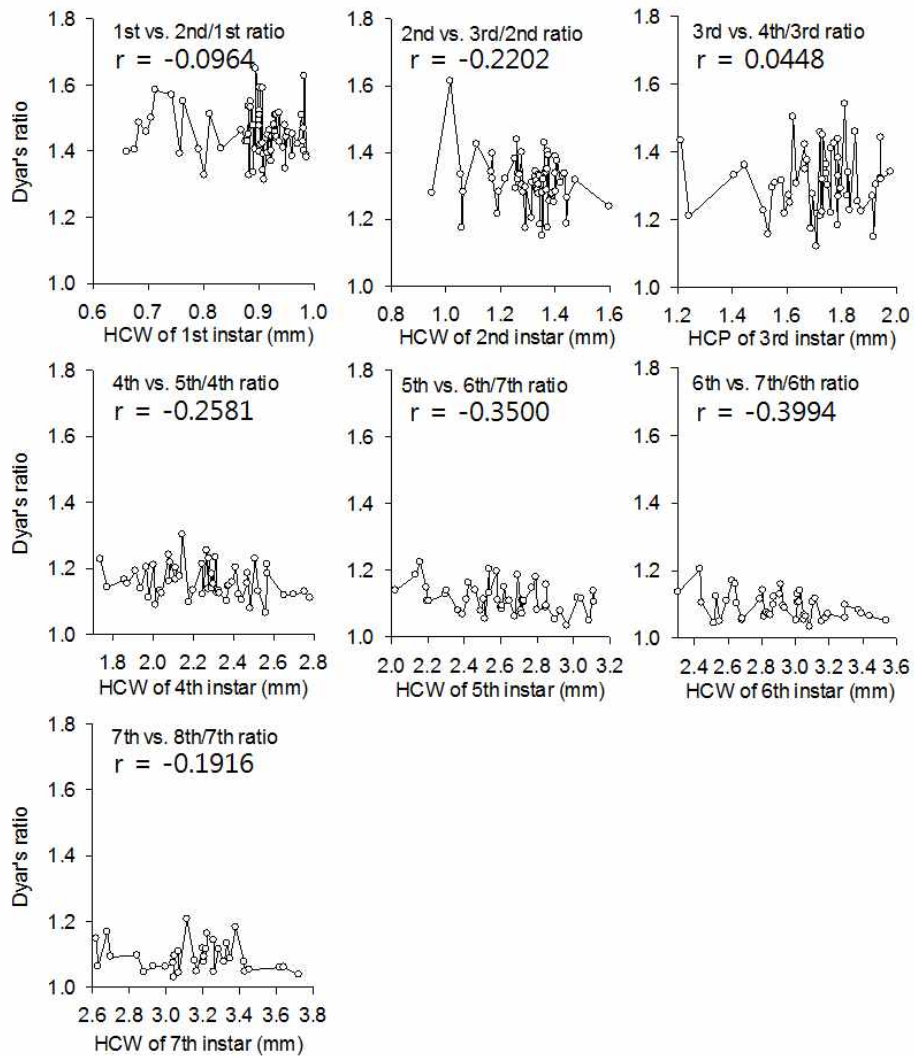 1.8
1.6
1.4
1.2
1.0
Dyar's ratio
1st vs. 2nd/1st ratio
r = -0.0964
0.6 0.7 0.8 0.9 1.0
HCW of 1st instar (mm)
1.8
1.6
1.4
1.2
1.0
2nd vs. 3rd/2nd ratio
r = -0.2202
0.8 1.0 1.2 1.4 1.6
HCW of 2nd instar (mm)
1.8
1.6
1.4
1.2
1.0
3rd vs. 4th/3rd ratio
r = 0.0448
1.2 1.4 1.6 1.8 2.0
HCP of 3rd instar (mm)
1.8
1.6
1.4
1.2
1.0
Dyar's ratio
4th vs. 5th/4th ratio
r = -0.2581
1.8 2.0 2.2 2.4 2.6 2.8
HCW of 4th instar (mm)
1.8
1.6
1.4
1.2
1.0
5th vs. 6th/7th ratio
r = -0.3500
2.0 2.2 2.4 2.6 2.8 3.0 3.2
HCW of 5th instar (mm)
1.8
1.6
1.4
1.2
1.0
6th vs. 7th/6th ratio
r = -0.3994
2.4 2.6 2.8 3.0 3.2 3.4 3.6
HCW of 6th instar (mm)
1.8
1.6
1.4
1.2
1.0
Dyar's ratio
7th vs. 8th/7th ratio
r = -0.1916
2.6 2.8 3.0 3.2 3.4 3.6 3.8
HCW of 7th instar (mm)